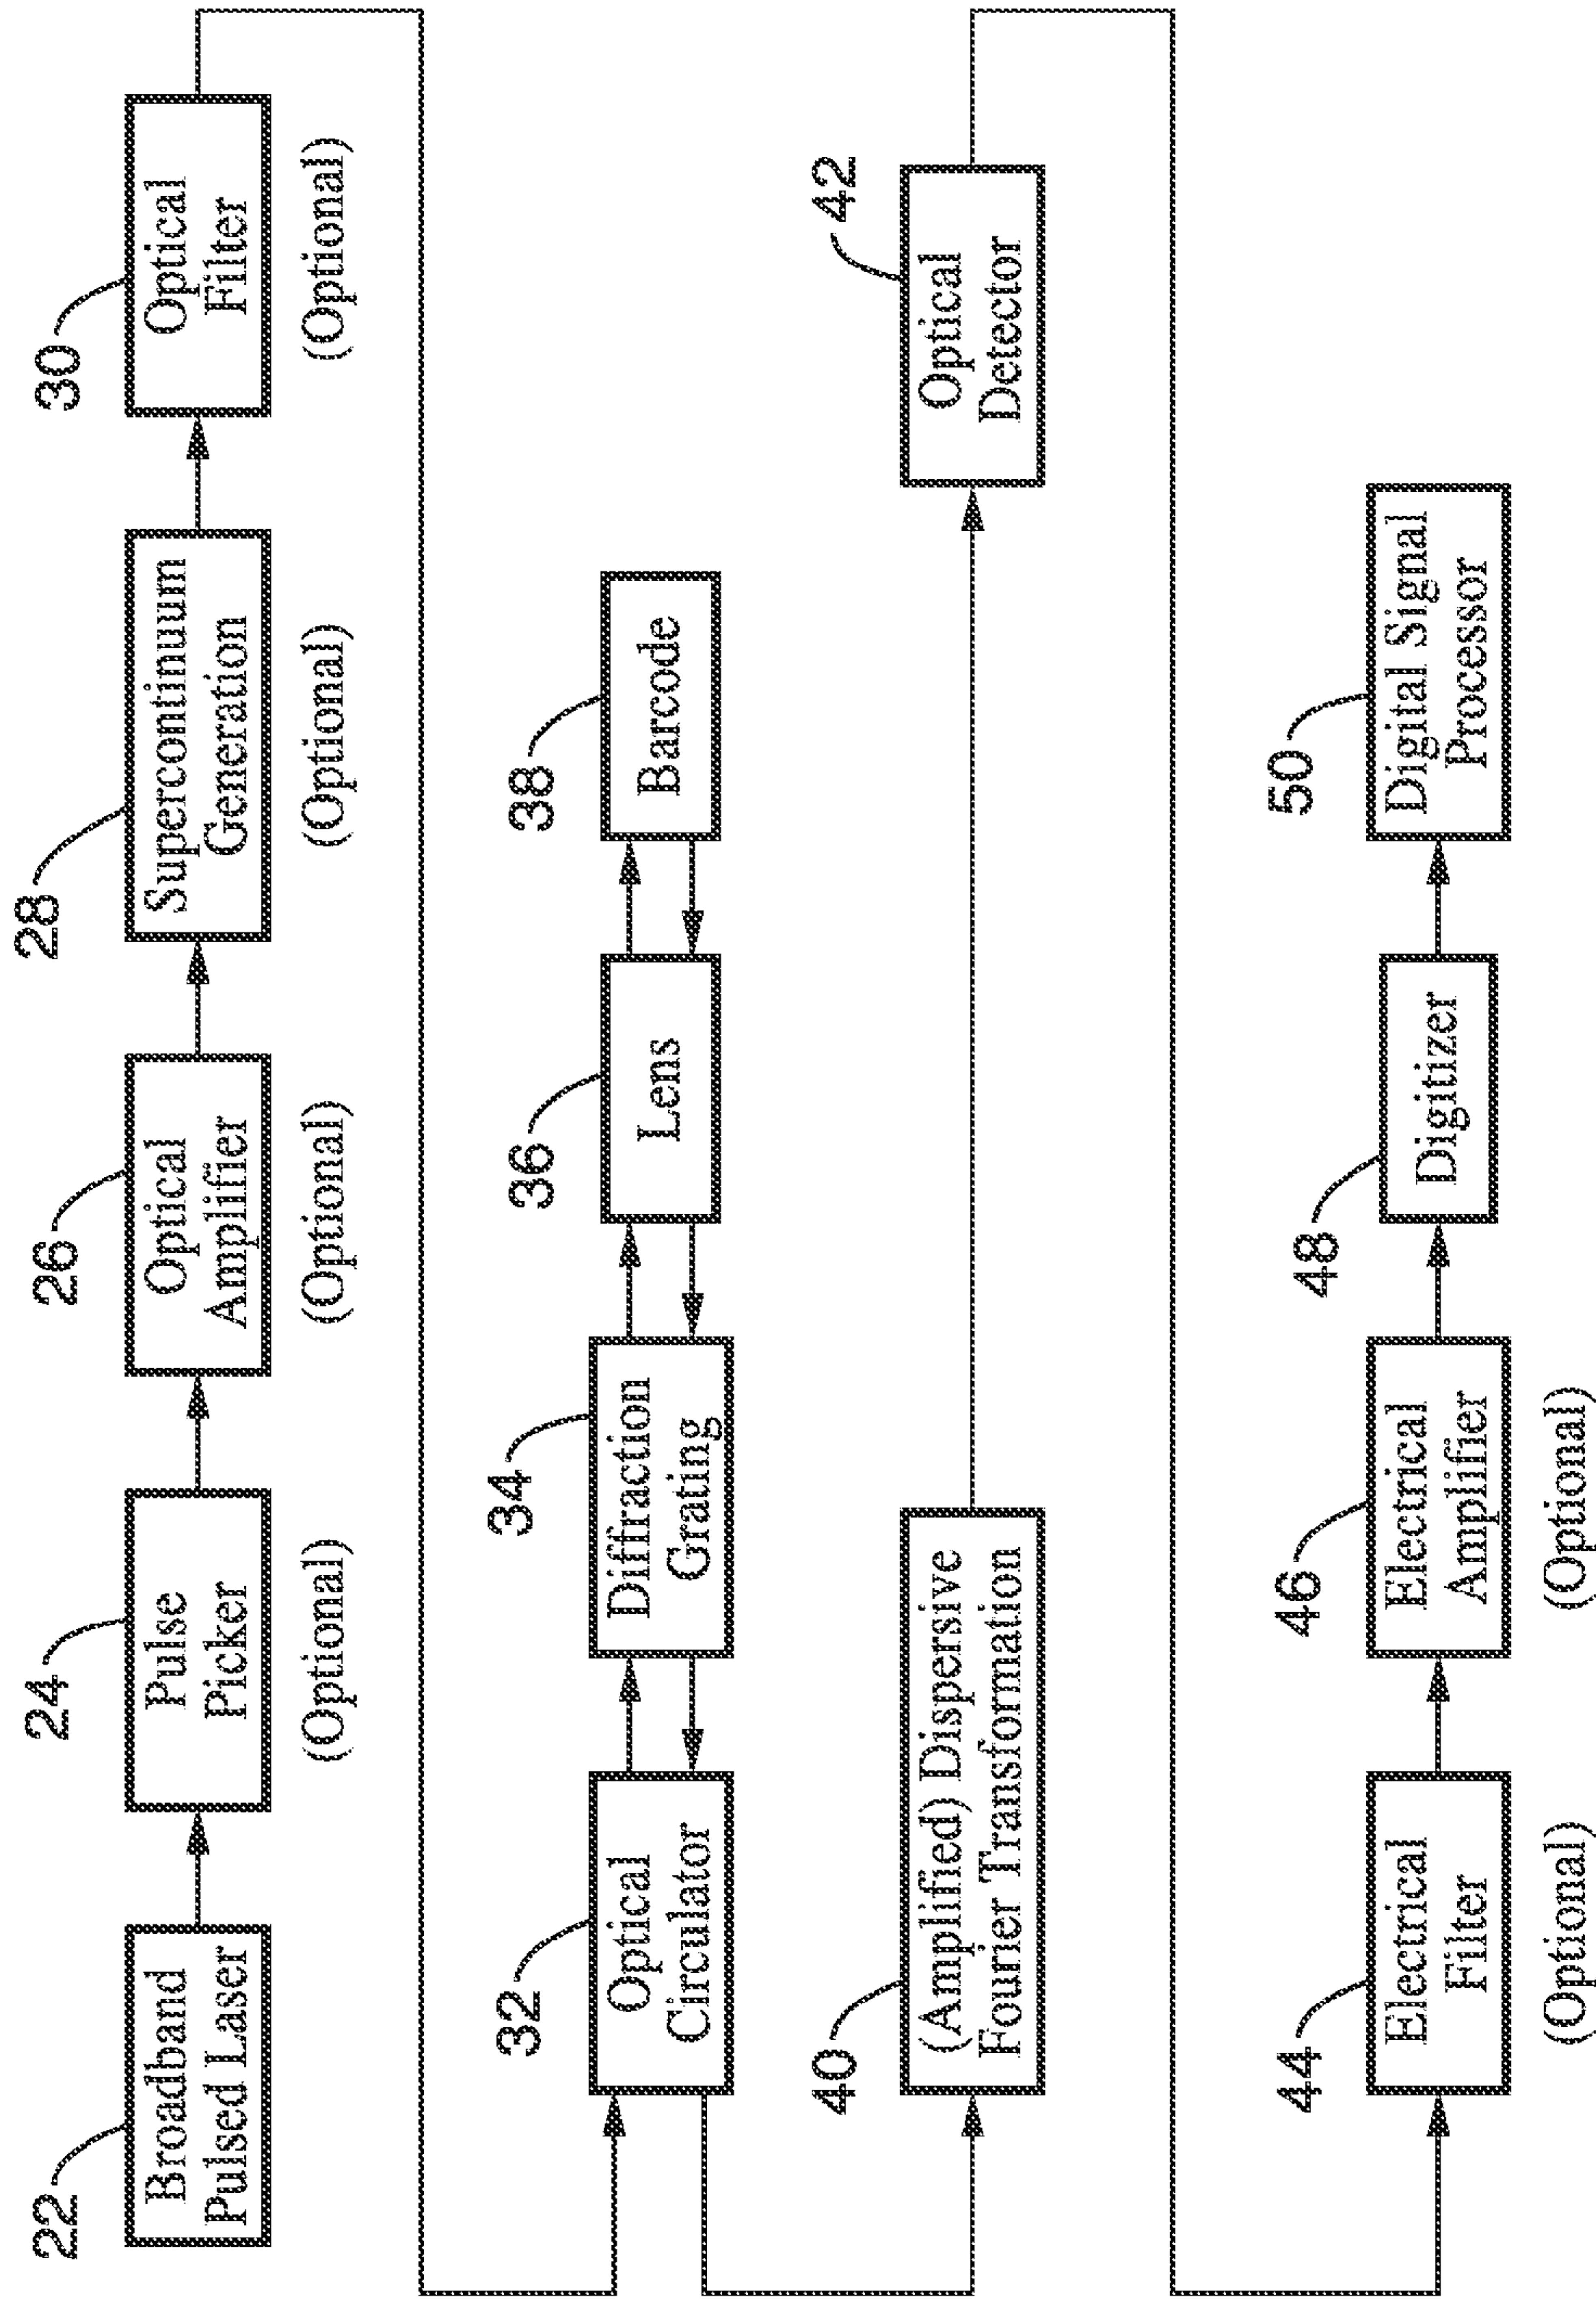 22
Broadband
Pulsed Laser
24
Pulse
Picker
(Optional)
26
Optical
Amplifier
(Optional)
28
Supercontinuum
Generation
(Optional)
30
Optical
Filter
(Optional)
32
Optical
Circulator
34
Diffraction
Grating
36
Lens
38
Barcode
40
(Amplified) Dispersive
Fourier Transformation
42
Optical
Detector
44
Electrical
Filter
(Optional)
46
Electrical
Amplifier
(Optional)
48
Digitizer
50
Digital Signal
Processor